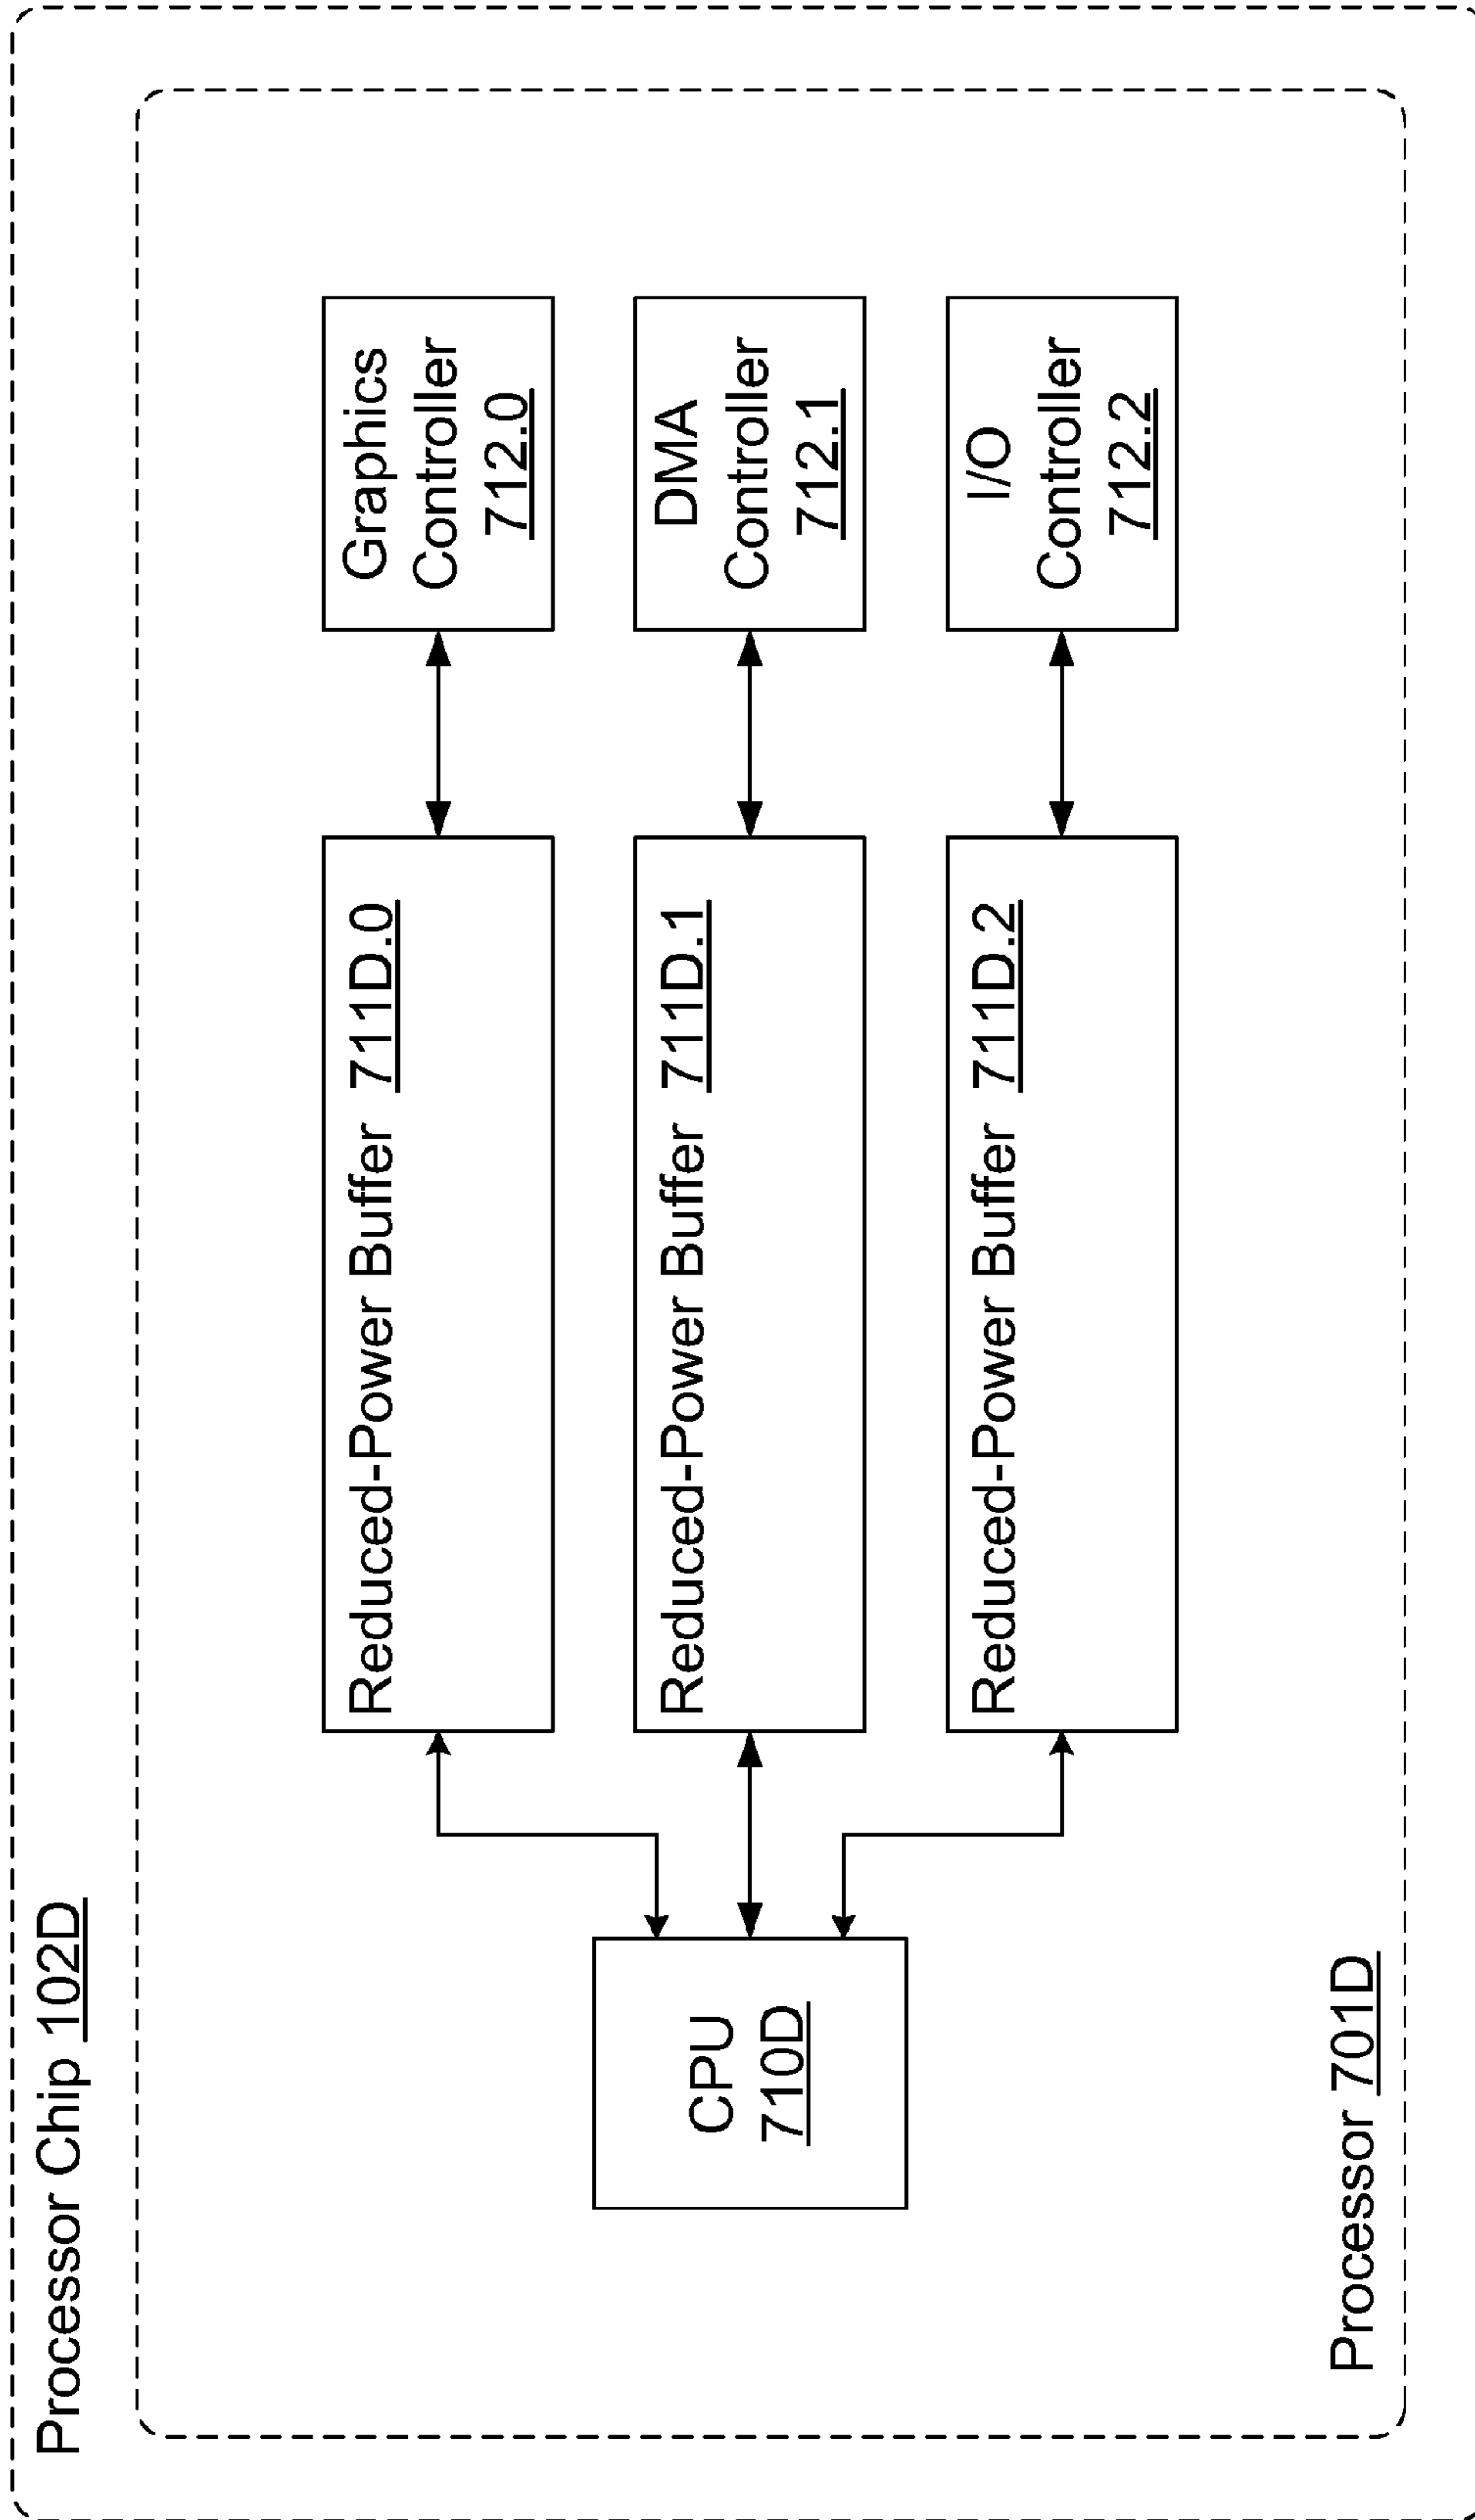 Processor Chip 102D
CPU
710D
Reduced-Power Buffer 711D.0
Graphics
Controller
712.0
Reduced-Power Buffer 711D.1
DMA
Controller
712.1
Reduced-Power Buffer 711D.2
I/O
Controller
712.2
Processor 701D